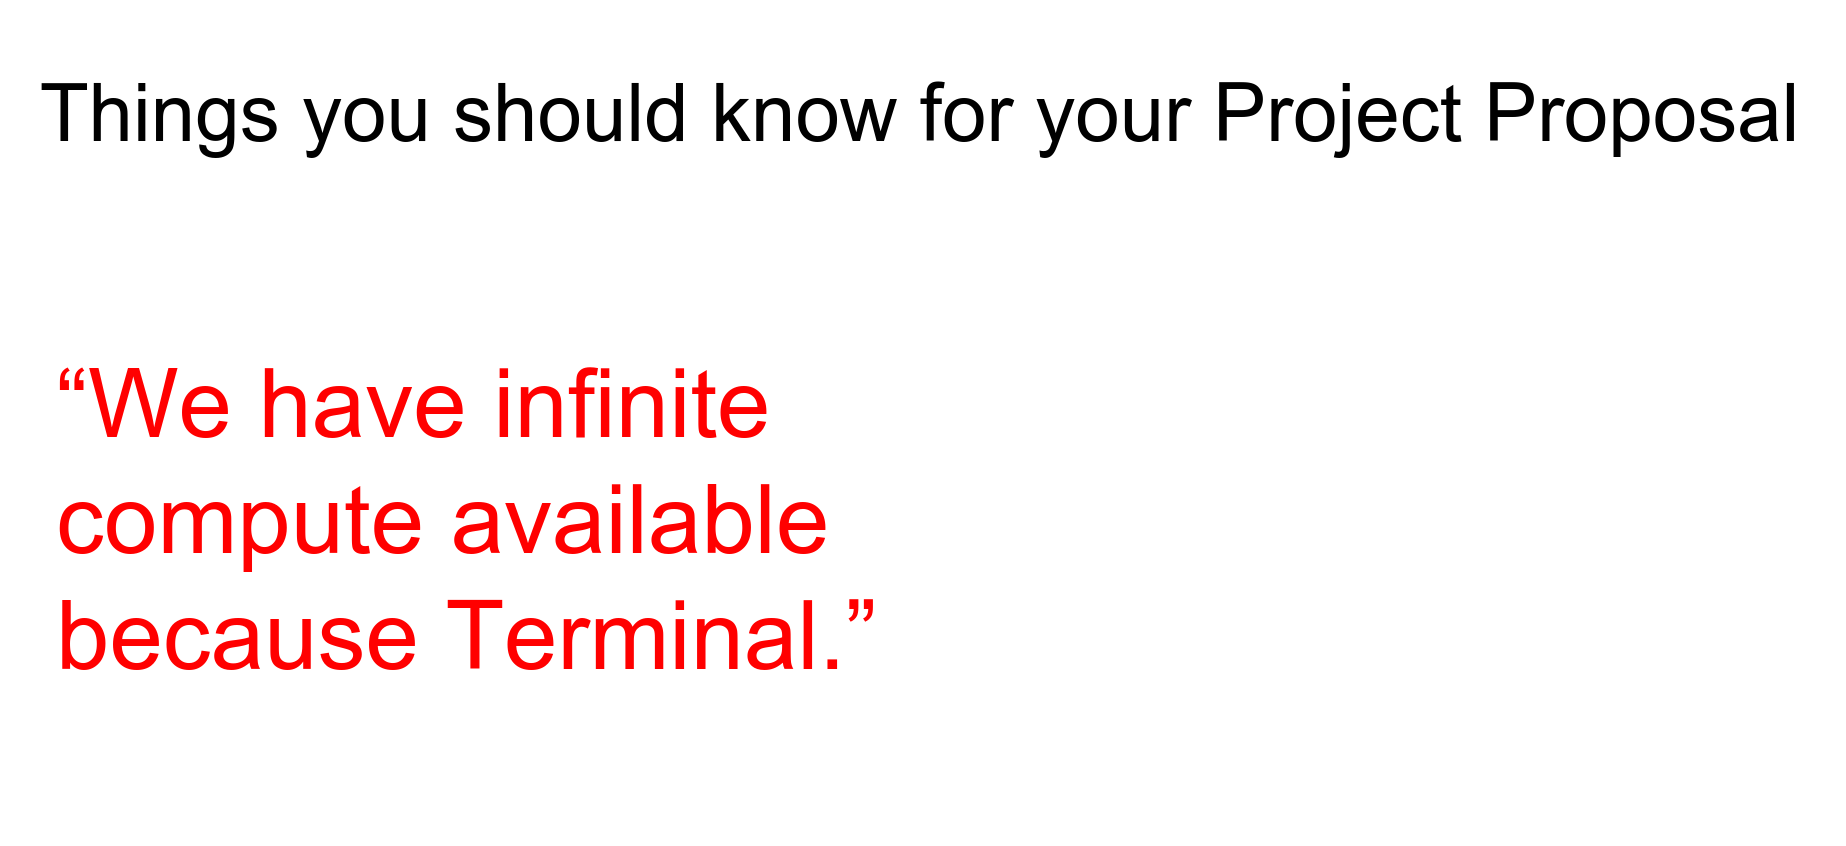 Things you should know for your Project Proposal
“We have infinite
compute available
because Terminal.”